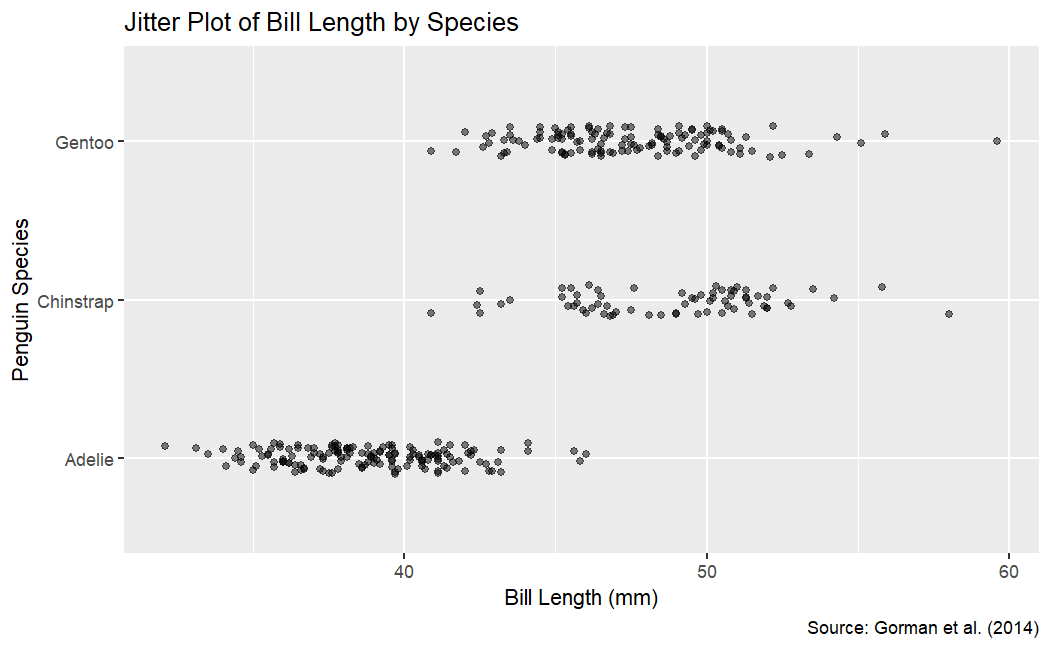 Jitter Plot of Bill Length by Species
Penguin Species
Gentoo
Chinstrap
Adelie
40
50
60
Bill Length (mm)
Source: Gorman et al. (2014)